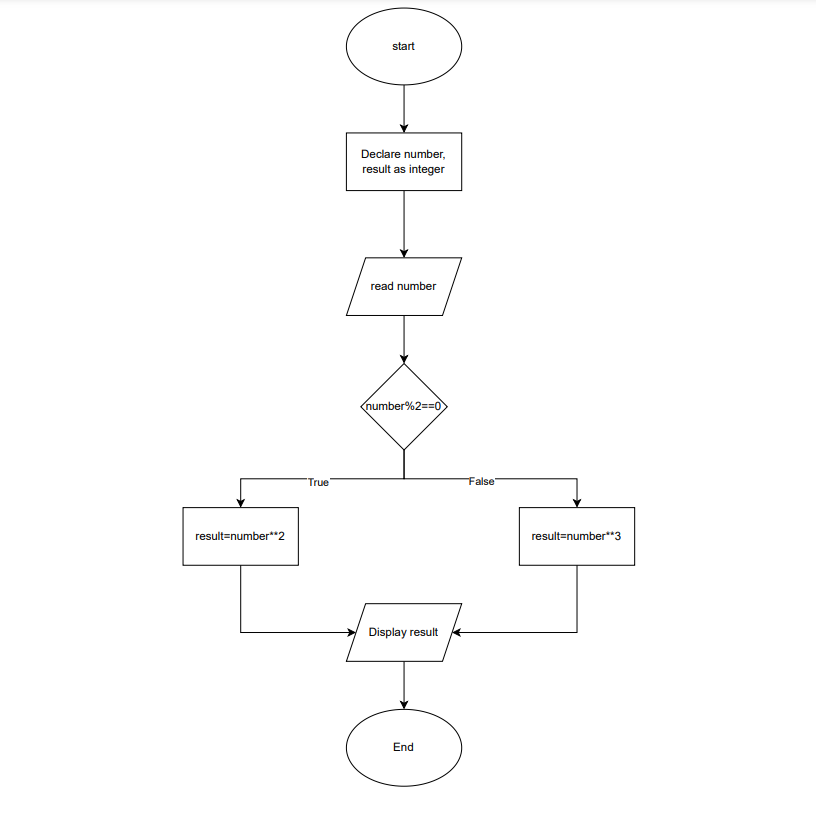 start
Declare number,
result as integer
read number
number%2==0
True
False
result=number**2
result=number**3
Display result
End